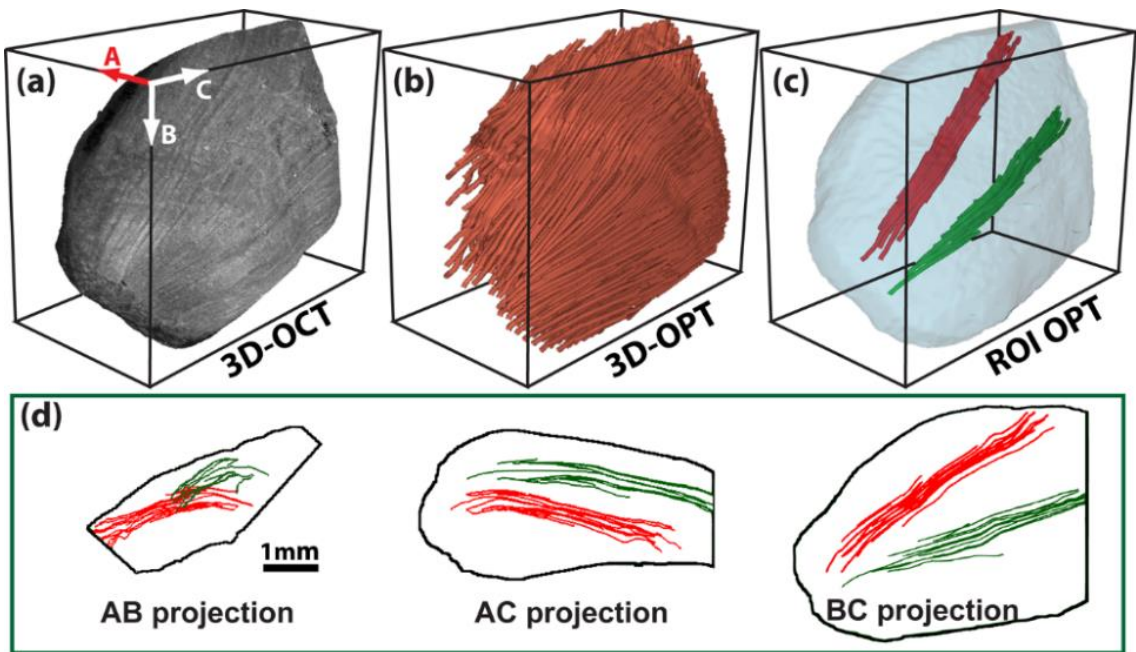 (a)
A
C
B
3D-OCT
(b)
3D-OPT
(c)
ROI OPT
(d)
1mm
AB projection
AC projection
BC projection